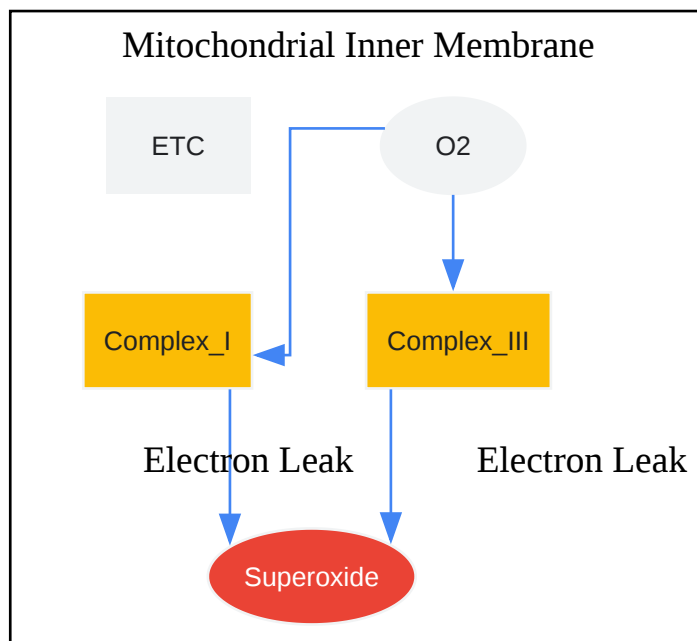 Mitochondrial Inner Membrane
ETC
O2
Complex_I
Complex_III
Electron Leak
Electron Leak
Superoxide